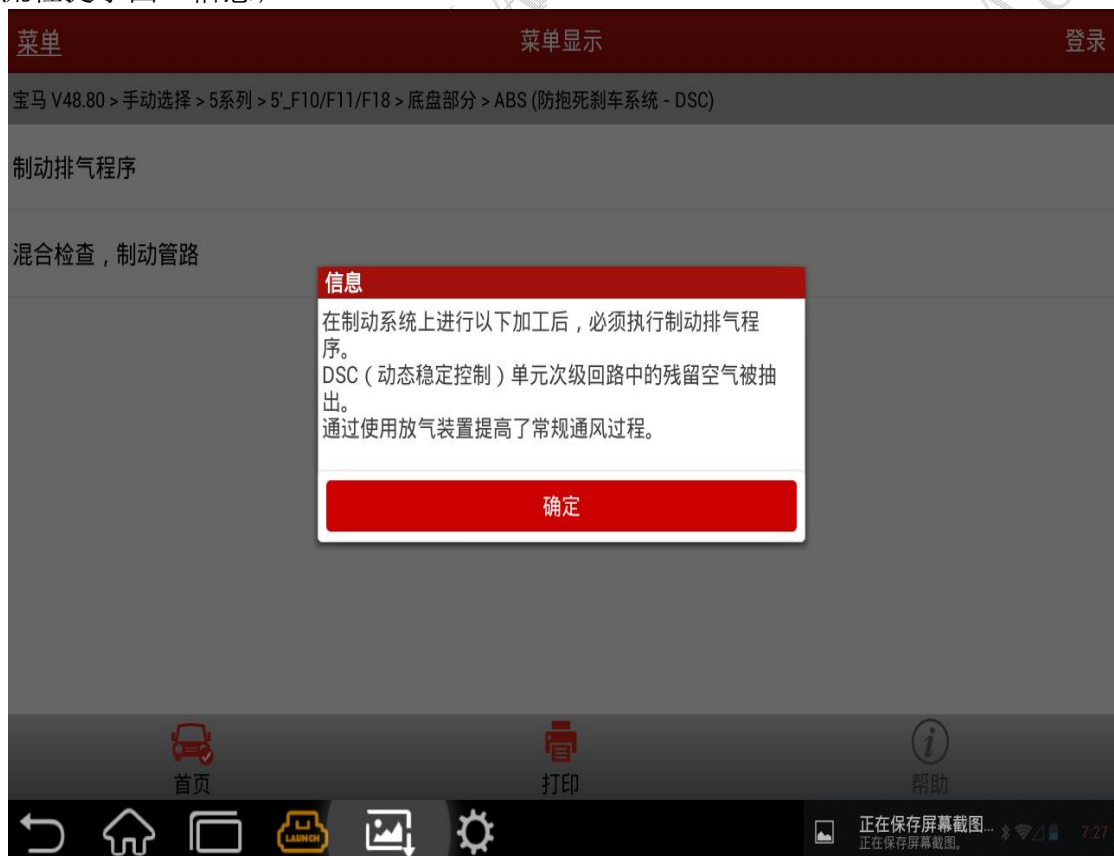 菜单
菜单显示
登录
宝马 V48.80 > 手动选择 > 5系列 > 5'_F10/F11/F18 > 底盘部分 > ABS (防抱死刹车系统 - DSC)
制动排气程序
混合检查，制动管路
信息
在制动系统上进行以下加工后，必须执行制动排气程
序。
DSC（动态稳定控制）单元次级回路中的残留空气被抽
出。
通过使用放气装置提高了常规通风过程。
确定
首页
打印
帮助
LAUNCH
正在保存屏幕截图...
正在保存屏幕截图。
7:27